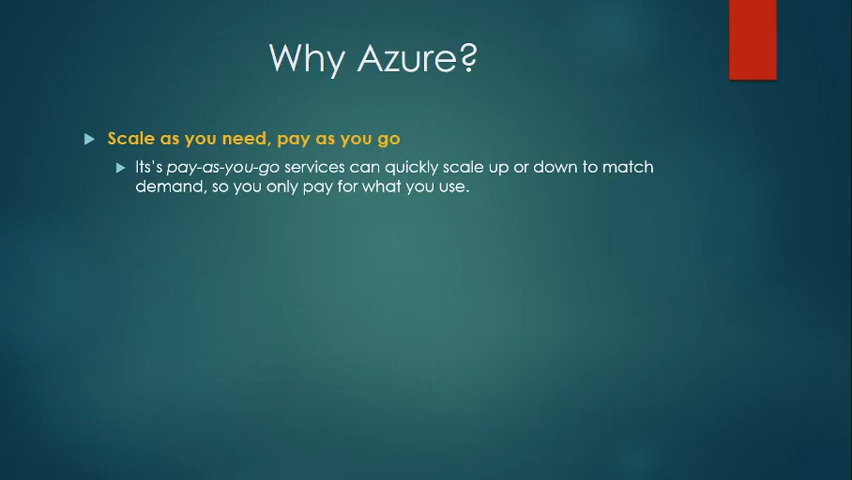 Why Azure?
Scale as you need, pay as you go
Its's pay-as-you-go services can quickly scale up or down to match
demand, so you only pay for what you use.